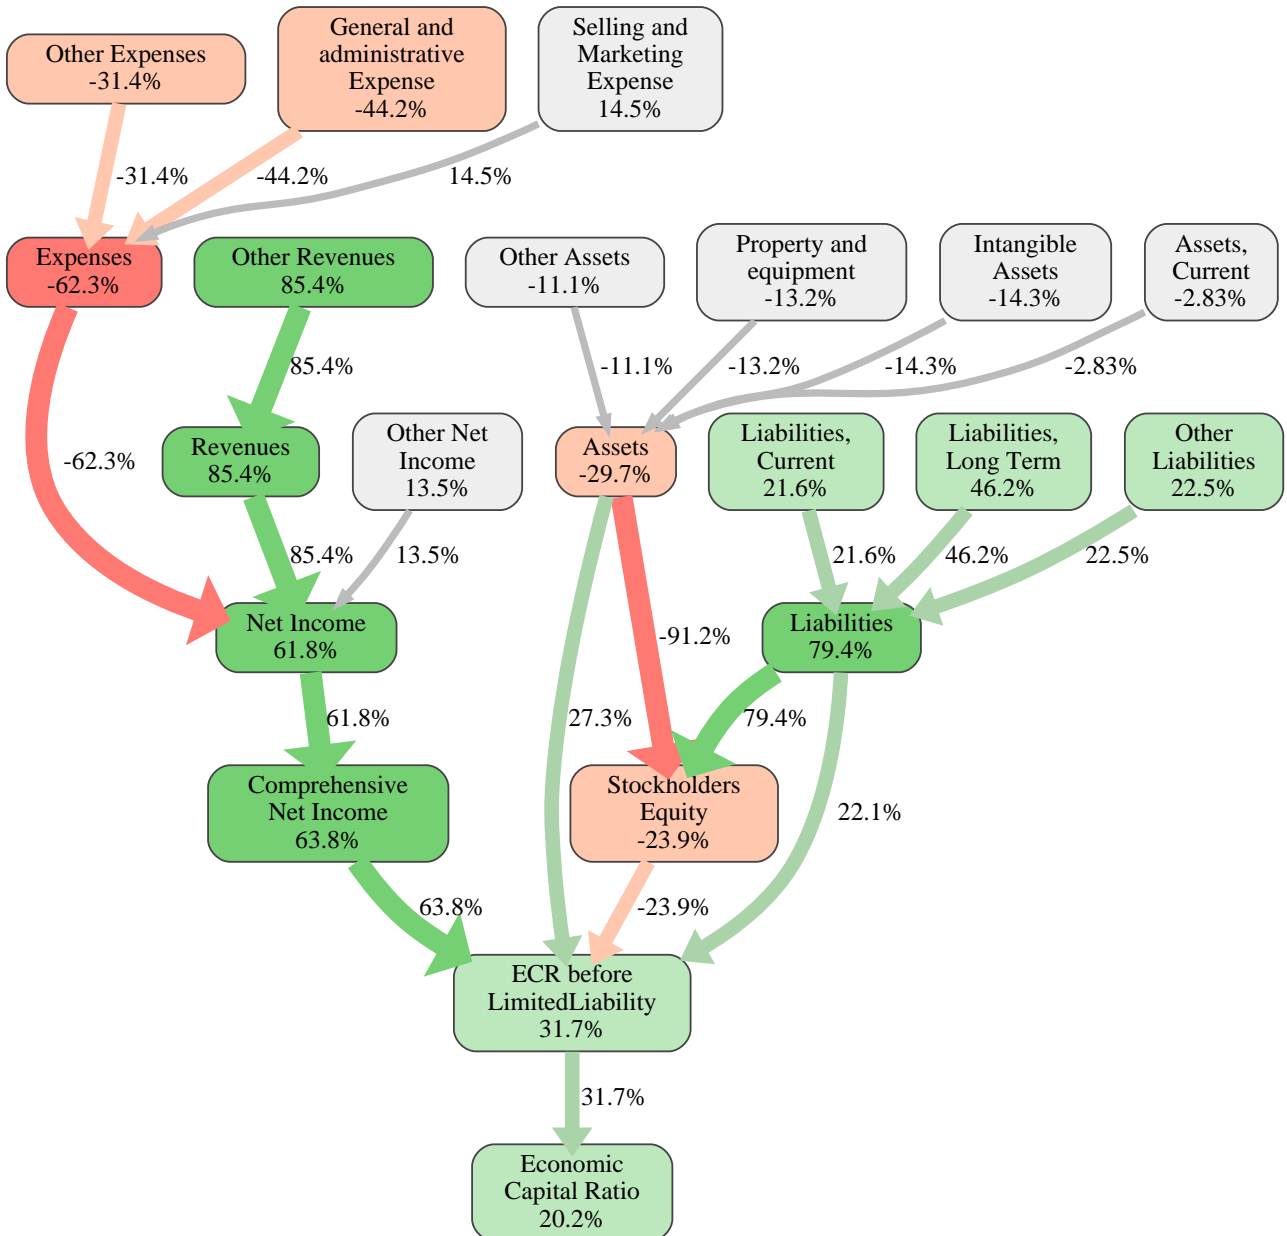 Other Expenses
-31.4%
General and
administrative
Expense
-44.2%
Selling and
Marketing
Expense
14.5%
-31.4%
-44.2%
14.5%
Expenses
-62.3%
Other Revenues
85.4%
Other Assets
-11.1%
Property and
equipment
-13.2%
Intangible
Assets
-14.3%
Assets,
Current
-2.83%
85.4%
-11.1%
-13.2%
-14.3%
-2.83%
-62.3%
Revenues
85.4%
Other Net
Income
13.5%
Assets
-29.7%
Liabilities,
Current
21.6%
Liabilities,
Long Term
46.2%
Other
Liabilities
22.5%
85.4%
13.5%
21.6%
46.2%
22.5%
Net Income
61.8%
-91.2%
Liabilities
79.4%
61.8%
27.3%
79.4%
Comprehensive
Net Income
63.8%
Stockholders
Equity
-23.9%
22.1%
63.8%
-23.9%
ECR before
LimitedLiability
31.7%
31.7%
Economic
Capital Ratio
20.2%